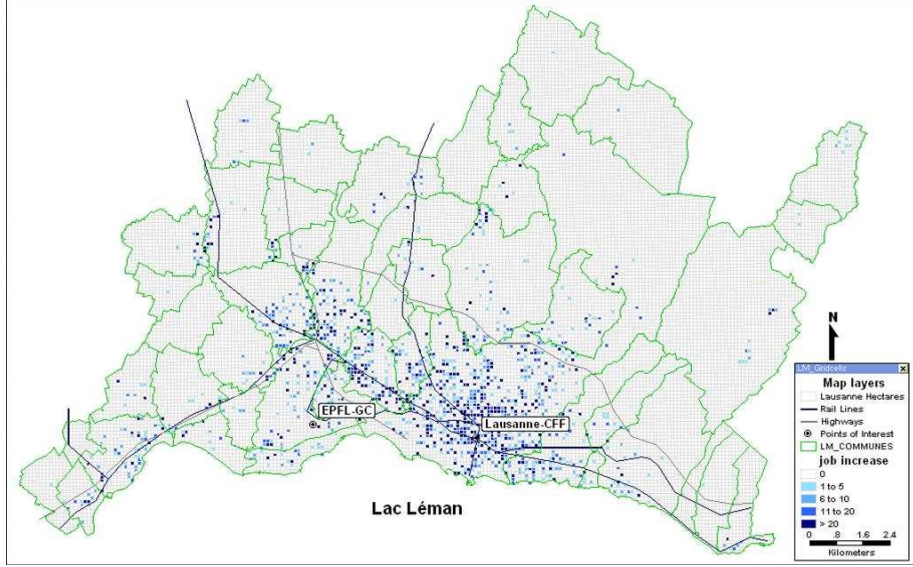 EPFL-GC
Lausanne-CFF
Lac Léman
N
LM_Gridcells
Map layers
Lausanne Hectares
Rail Lines
Highways
Points of Interest
LM_COMMUNES
job increase
0
1 to 5
6 to 10
11 to 20
> 20
0 .8 1.6 2.4
Kilometers